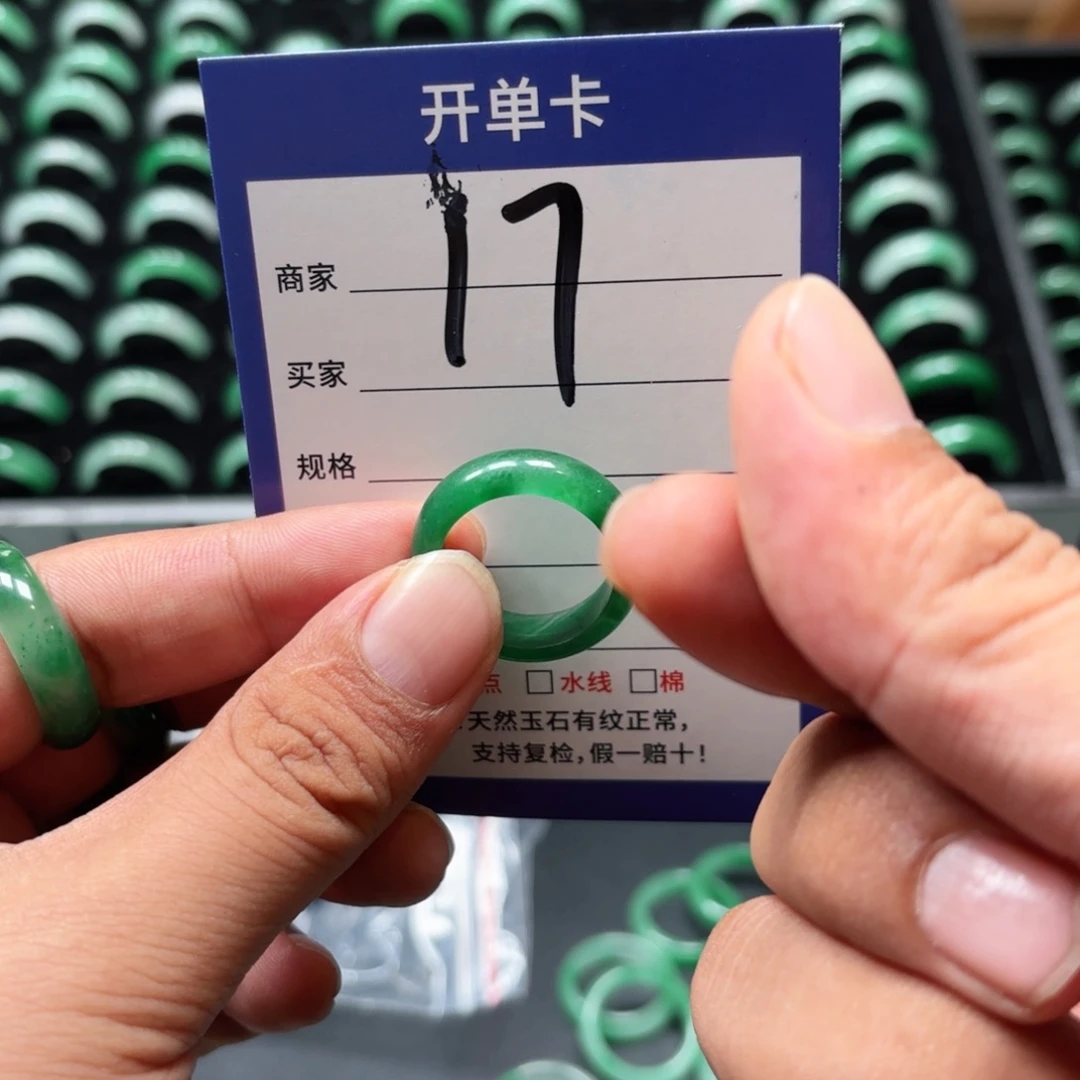 开单卡
17
商家
买家
规格
点 □水线 □棉
:天然玉石有纹正常，
支持复检，假一赔十！